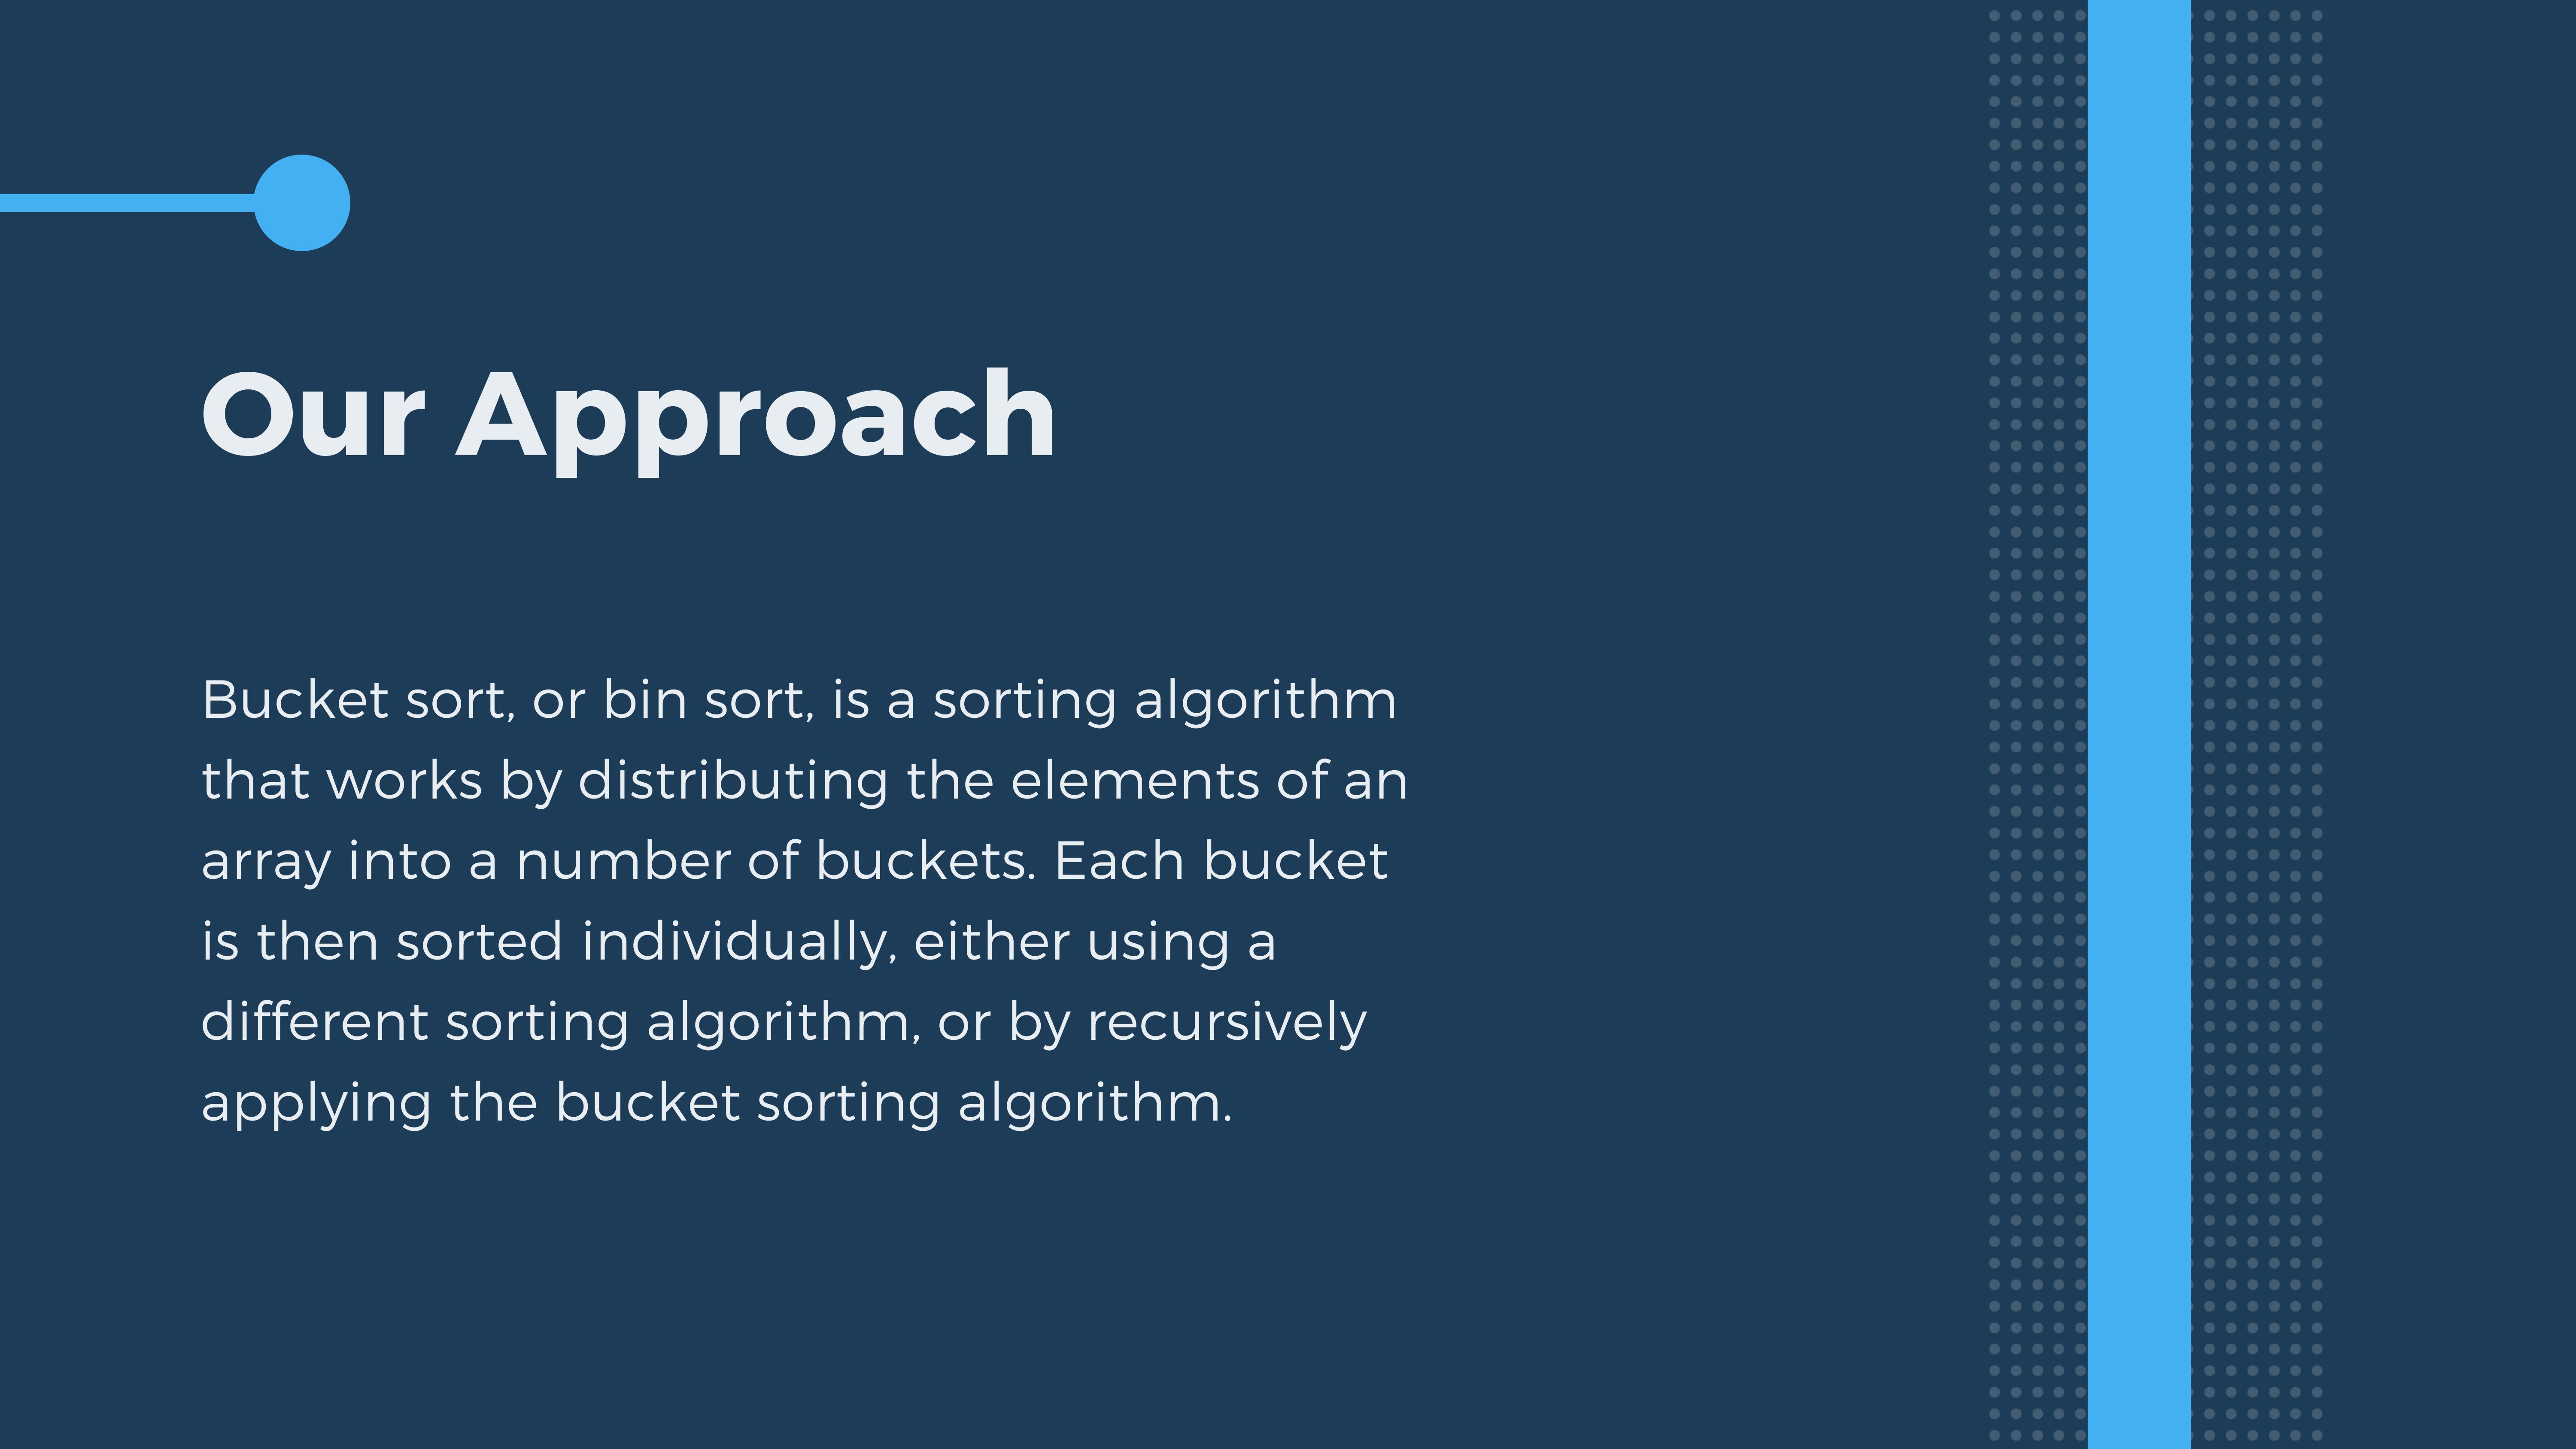 Our Approach
Bucket sort, or bin sort, is a sorting algorithm
that works by distributing the elements of an
array into a number of buckets. Each bucket
is then sorted individually, either using a
different sorting algorithm, or by recursively
applying the bucket sorting algorithm.